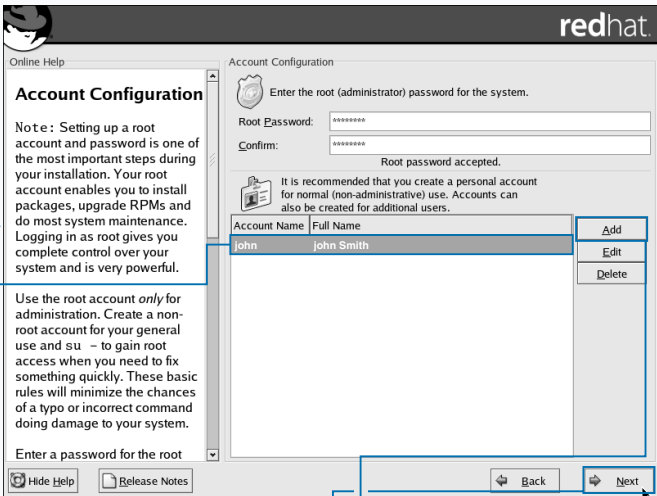 redhat.
Online Help
Account Configuration
Note: Setting up a root
account and password is one of
the most important steps during
your installation. Your root
account enables you to install
packages, upgrade RPMs and
do most system maintenance.
Logging in as root gives you
complete control over your
system and is very powerful.
Use the root account only for
administration. Create a non-
root account for your general
use and su – to gain root
access when you need to fix
something quickly. These basic
rules will minimize the chances
of a typo or incorrect command
doing damage to your system.
Enter a password for the root
Account Configuration
Enter the root (administrator) password for the system.
Root Password: ********
Confirm: ********
Root password accepted.
It is recommended that you create a personal account
for normal (non-administrative) use. Accounts can
also be created for additional users.
Account Name Full Name
john john Smith
Add
Edit
Delete
Hide Help Release Notes Back Next